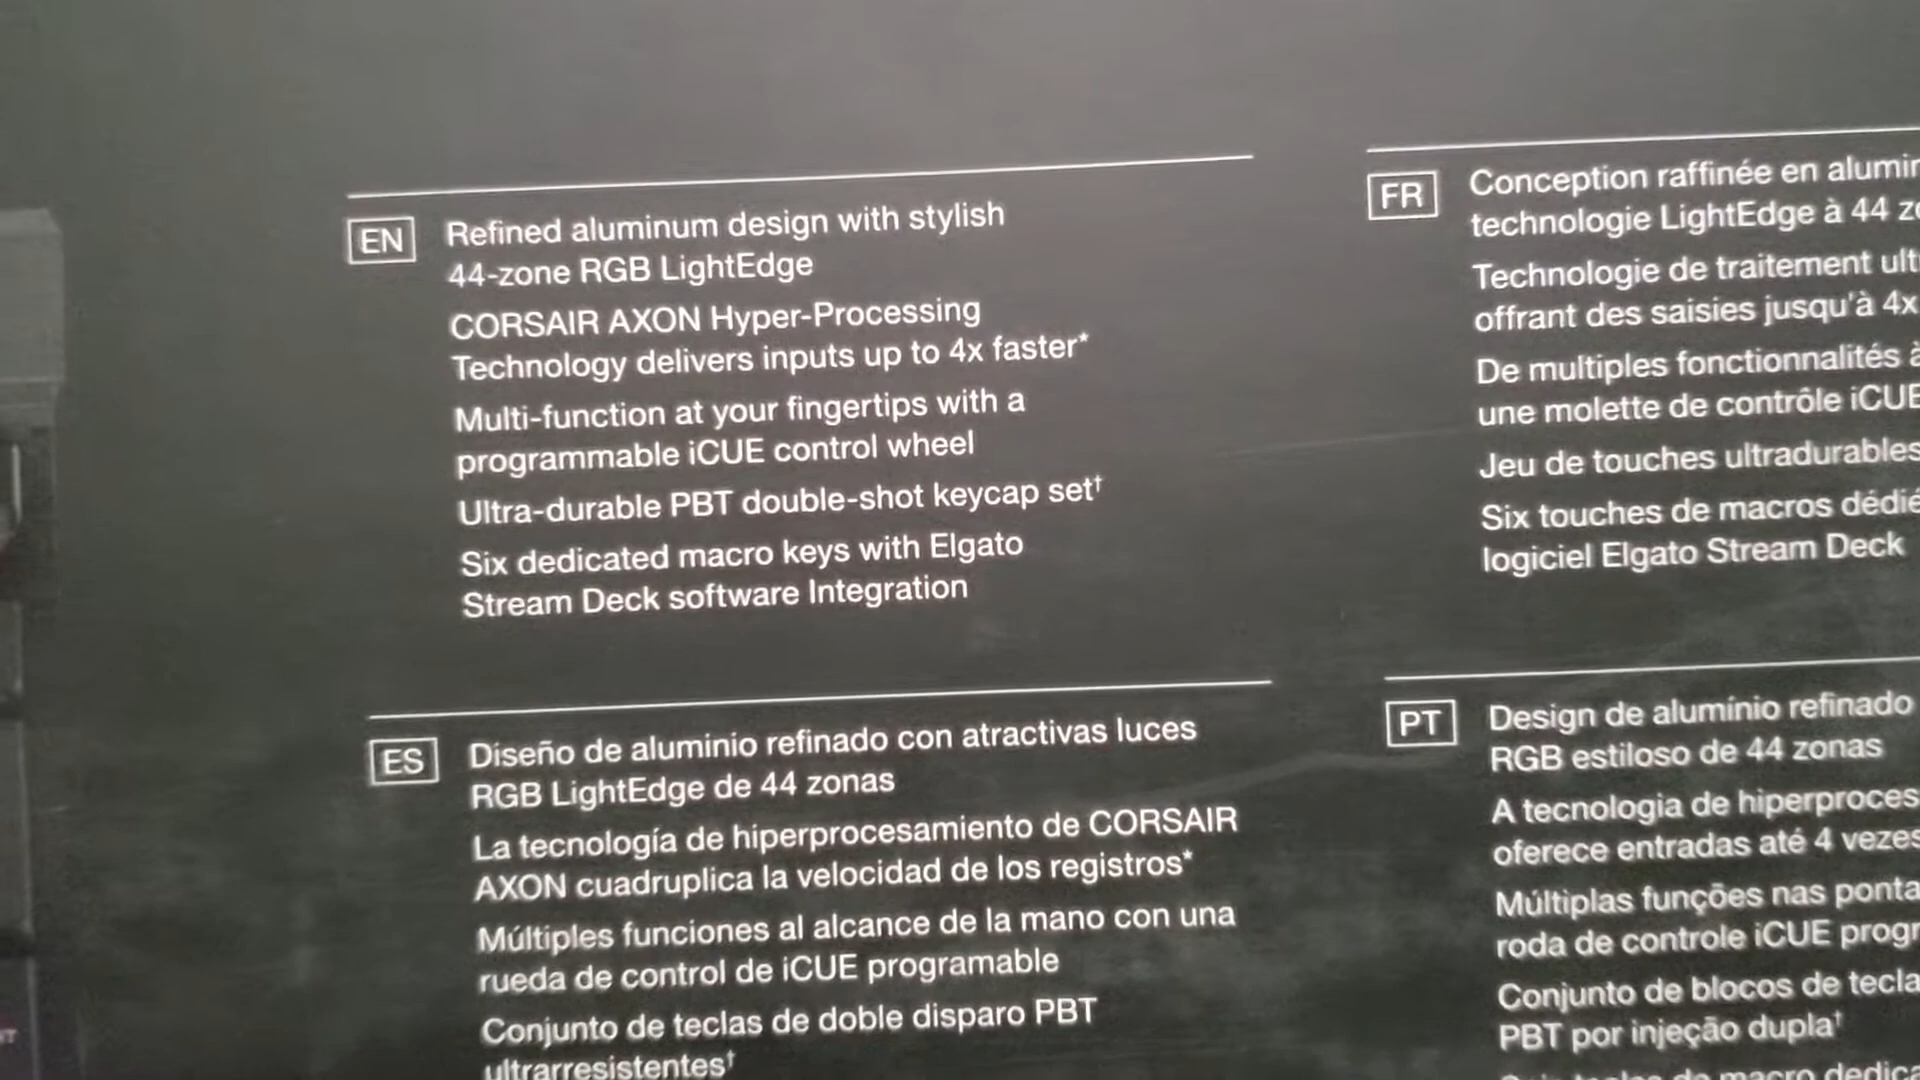 EN
Refined aluminum design with stylish
44-zone RGB LightEdge
CORSAIR AXON Hyper-Processing
Technology delivers inputs up to 4x faster*
Multi-function at your fingertips with a
programmable iCUE control wheel
Ultra-durable PBT double-shot keycap set†
Six dedicated macro keys with Elgato
Stream Deck software Integration
FR
Conception raffinée en
technologie LightEdge à 44
Technologie de traitement
offrant des saisies jusqu'à 4x
De multiples fonctionnalités à
une molette de contrôle iCUE
Jeu de touches ultradurables
Six touches de macros
logiciel Elgato Stream Deck
ES
Diseño de aluminio refinado con atractivas luces
RGB LightEdge de 44 zonas
La tecnología de hiperprocesamiento de CORSAIR
AXON cuadruplica la velocidad de los registros*
Múltiples funciones al alcance de la mano con una
rueda de control de iCUE programable
Conjunto de teclas de doble disparo PBT
ultrarresistentes†
PT
Design de alumínio refinado
RGB estiloso de 44 zonas
A tecnologia de
oferece entradas até 4 vezes
Múltiplas funções nas
roda de controle iCUE
Conjunto de blocos de
PBT por injeção dupla†